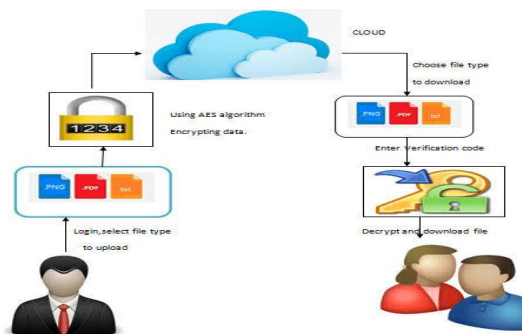 CLOUD
Choose file type
to download
.PNG .PDF txt
Using AES algorithm
Encrypting data.
1234
Enter Verification code
.PNG .PDF txt
Login,select file type
to upload
Decrypt and download file